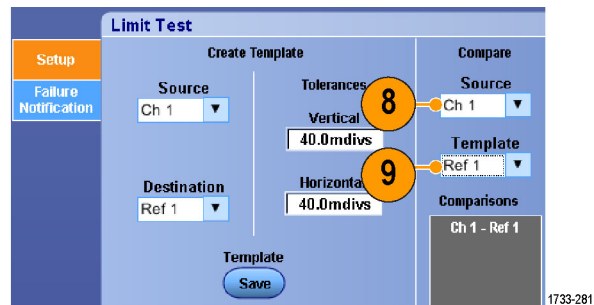 Limit Test
Setup
Failure
Notification
Create Template
Source
Ch 1
Destination
Ref 1
Tolerances
Vertical
40.0mdivs
Horizonta
40.0mdivs
Template
Save
Compare
Source
8
Ch 1
Template
9
Ref 1
Comparisons
Ch 1 - Ref 1
1733-281